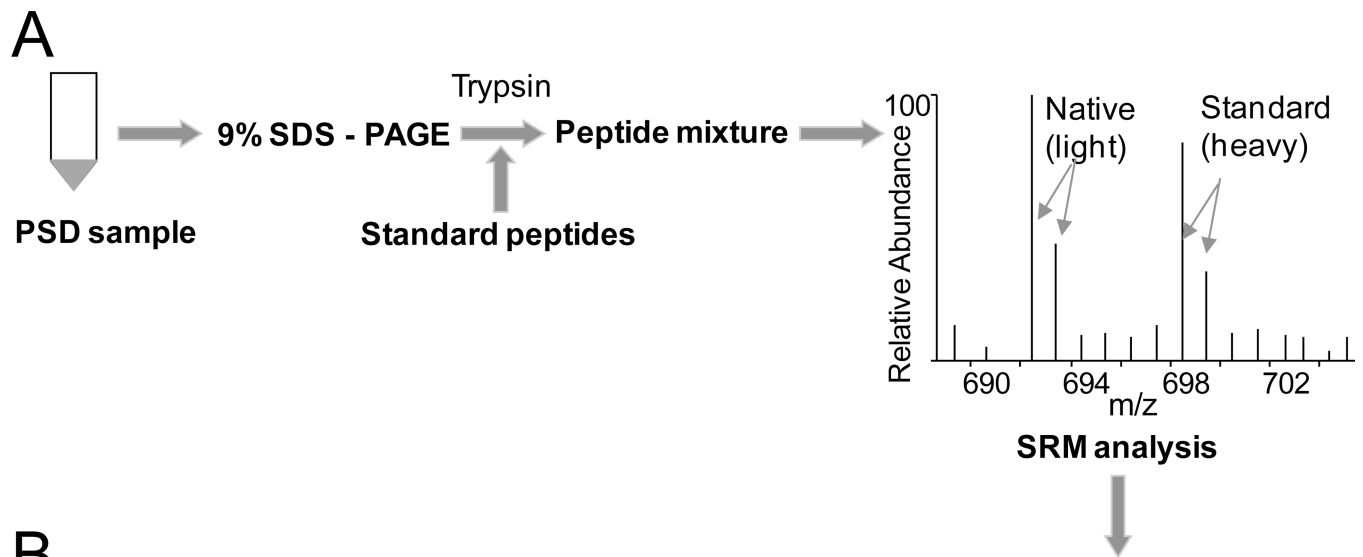 A
Trypsin
9% SDS - PAGE
Peptide mixture
PSD sample
Standard peptides
100
Relative Abundance
Native
(light)
Standard
(heavy)
690
694
698
702
m/z
SRM analysis
B